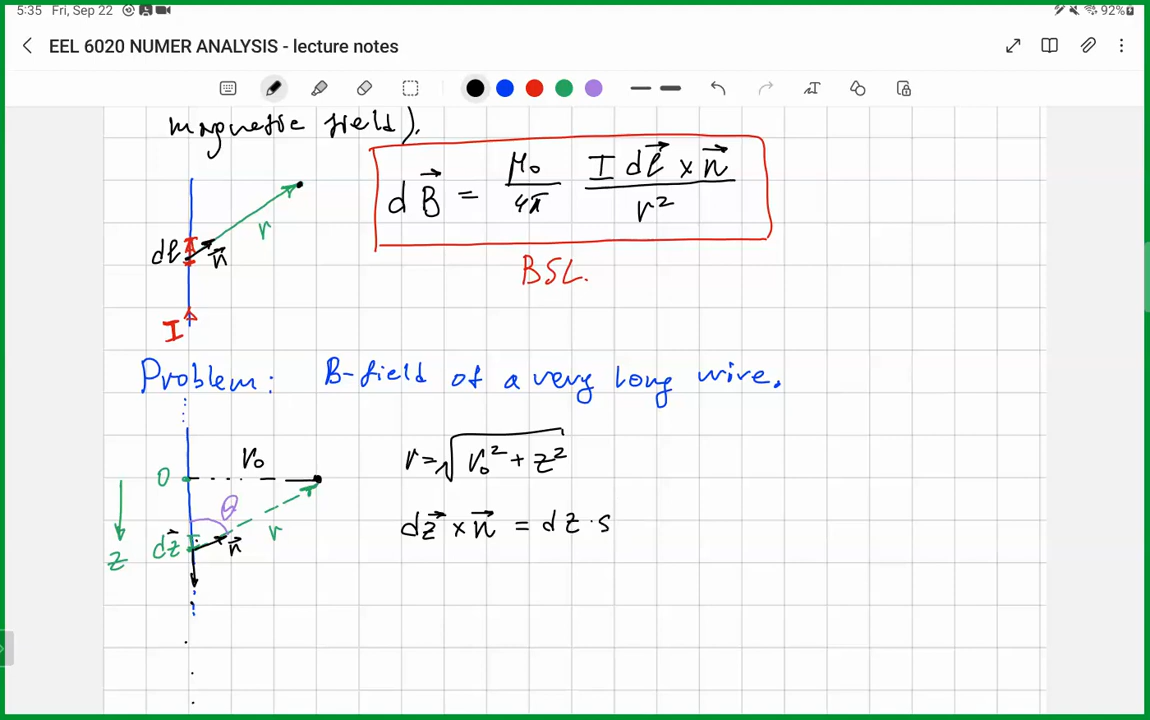 5:35 Fri, Sep 22 92%
EEL 6020 NUMER ANALYSIS - lecture notes
magnetic field).
dB⃗ = μ₀/4π I dl⃗ × n⃗ / r²
r
dl n⃗
BSL.
I
Problem: B-field of a very long wire.
r₀ r = √(r₀² + z²)
0
θ
r dz⃗ × n⃗ = dz · s
dz⃗ n⃗
z